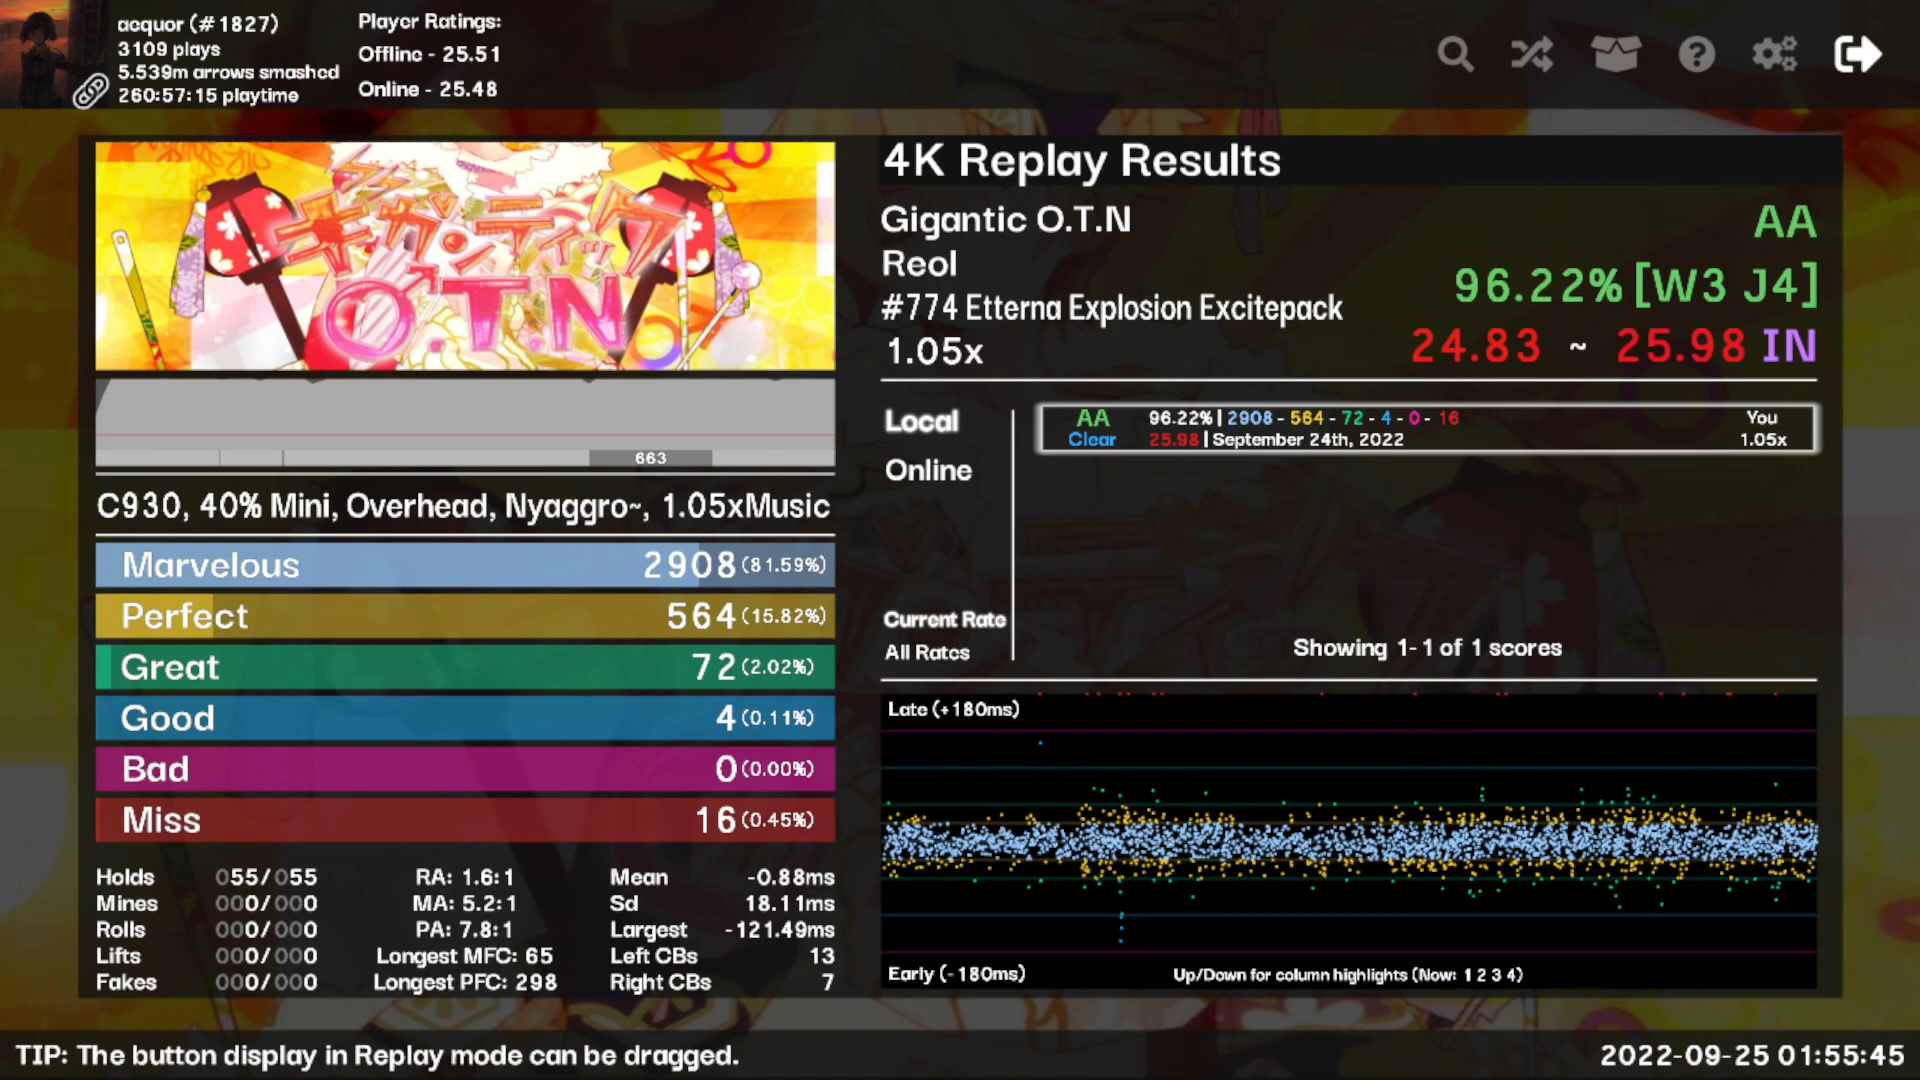 aequor (#1827)
3109 plays
5.539m arrows smashed
260:57:15 playtime
Player Ratings:
Offline - 25.51
Online - 25.48
ギガンティック
O.T.N
663
C930, 40% Mini, Overhead, Nyaggro~, 1.05xMusic
Marvelous 2908 (81.59%)
Perfect 564 (15.82%)
Great 72 (2.02%)
Good 4 (0.11%)
Bad 0 (0.00%)
Miss 16 (0.45%)
Holds 055/055
Mines 000/000
Rolls 000/000
Lifts 000/000
Fakes 000/000
RA: 1.6:1
MA: 5.2:1
PA: 7.8:1
Longest MFC: 65
Longest PFC: 298
Mean -0.88ms
Sd 18.11ms
Largest -121.49ms
Left CBs 13
Right CBs 7
4K Replay Results
Gigantic O.T.N
Reol
#774 Etterna Explosion Excitepack
1.05x
AA
96.22% [W3 J4]
24.83 ~ 25.98 IN
Local
Online
Current Rate
All Rates
AA 96.22% | 2908 - 564 - 72 - 4 - 0 - 16 You
Clear 25.98 | September 24th, 2022 1.05x
Showing 1-1 of 1 scores
Late (+180ms)
Early (-180ms)
Up/Down for column highlights (Now: 1 2 3 4)
TIP: The button display in Replay mode can be dragged.
2022-09-25 01:55:45